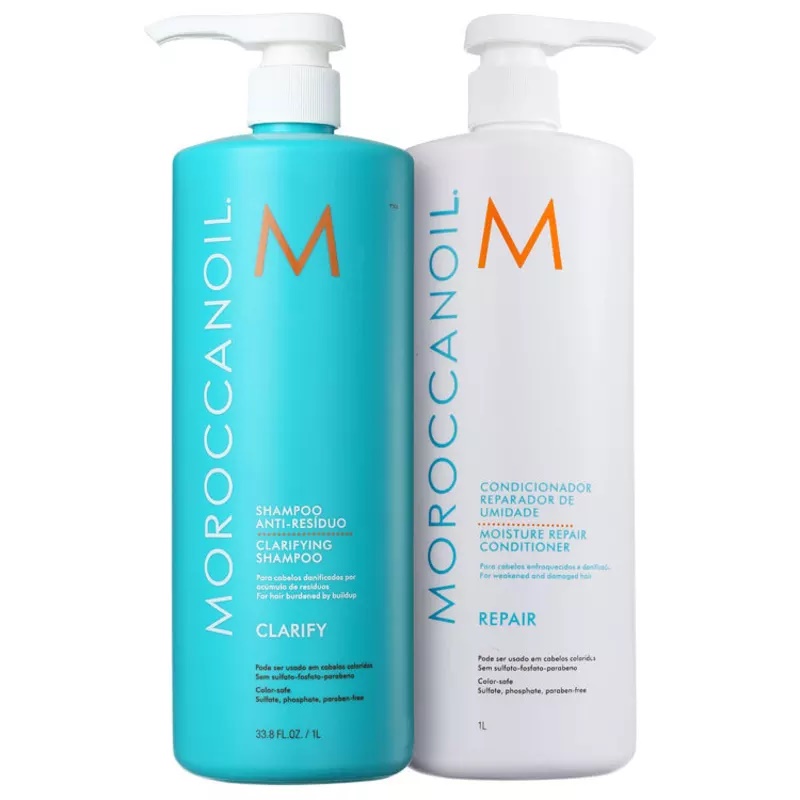 MOROCCANOIL.
M
SHAMPOO
ANTI-RESÍDUO
CLARIFYING
SHAMPOO
Para cabelos danificados por
acúmulo de resíduos
For hair burdened by buildup
CLARIFY
Pode ser usado em cabelos coloridos
Sem sulfato-fosfato-parabeno
Color-safe
Sulfate, phosphate, paraben-free
33.8 FL.OZ. / 1L
MOROCCANOIL.
M
CONDICIONADOR
REPARADOR DE
UMIDADE
MOISTURE REPAIR
CONDITIONER
Para cabelos enfraquecidos e
For weakened and damaged hair
REPAIR
Pode ser usado em cabelos coloridos
Sem sulfato-fosfato-parabeno
Color-safe
Sulfate, phosphate, paraben-free
1L